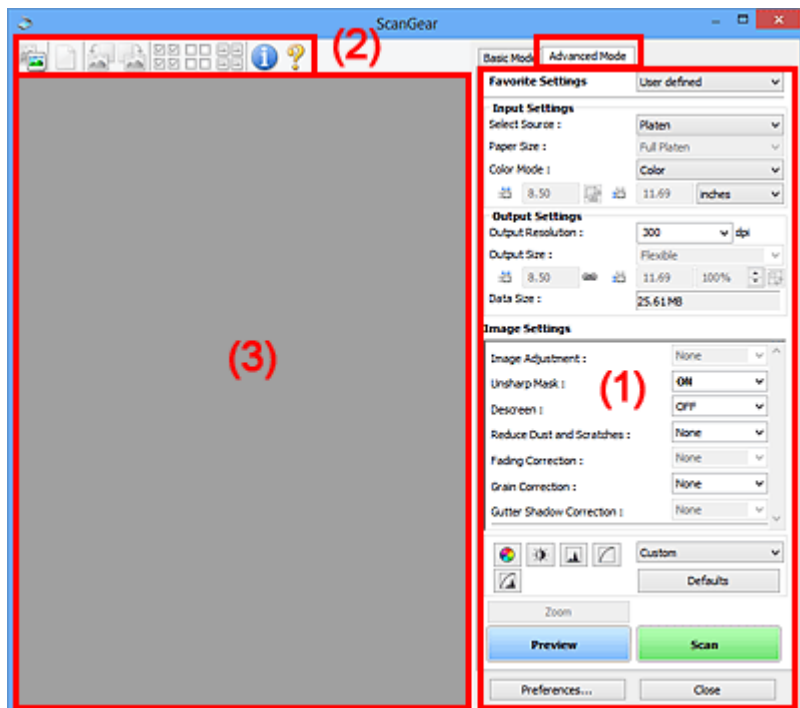 ScanGear
(2)
Basic Mode Advanced Mode
Favorite Settings User defined
Input Settings
Select Source : Platen
Paper Size : Full Platen
Color Mode : Color
8.50 11.69 inches
Output Settings
Output Resolution : 300 dpi
Output Size : Flexible
8.50 11.69 100%
Data Size : 25.61MB
Image Settings
Image Adjustment : None
Unsharp Mask : ON
Descreen : OFF
Reduce Dust and Scratches : None
Fading Correction : None
Grain Correction : None
Gutter Shadow Correction : None
(1)
(3)
Custom
Defaults
Zoom
Preview Scan
Preferences... Close